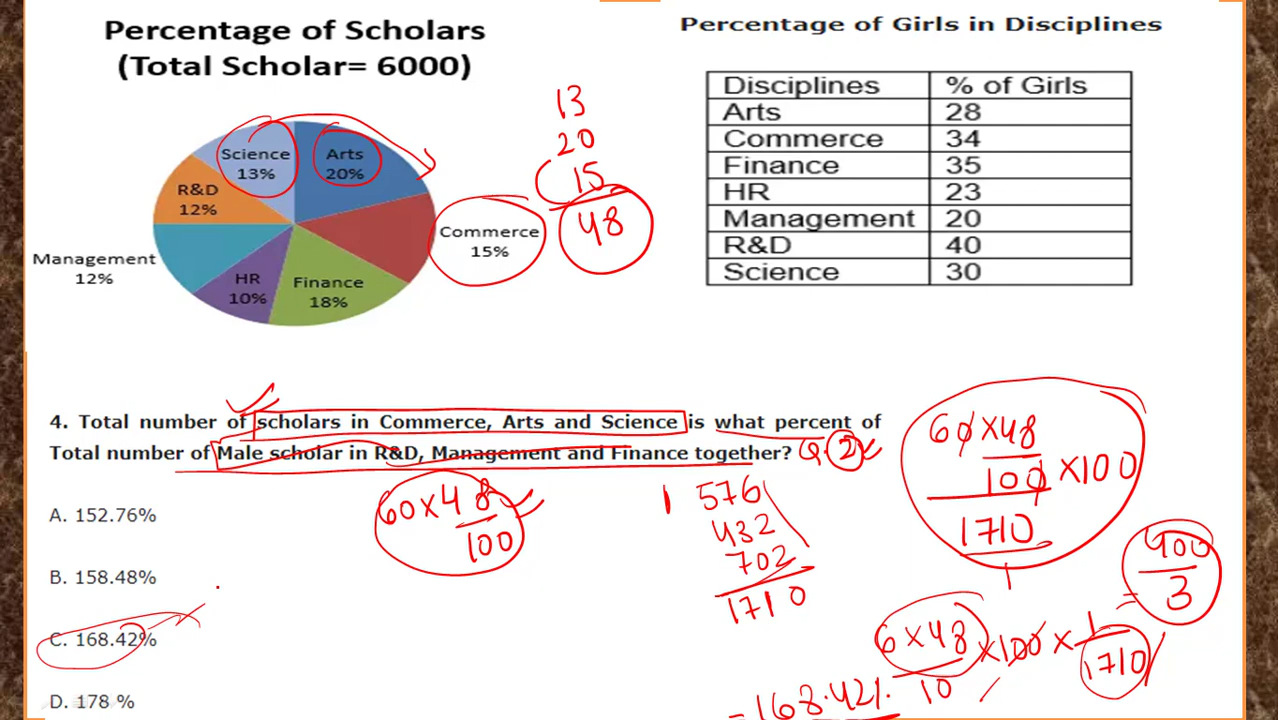 Percentage of Scholars
(Total Scholar= 6000)
Science
13%
Arts
20%
R&D
12%
Commerce
15%
Management
12%
HR
10%
Finance
18%
13
20
15
48
Percentage of Girls in Disciplines
Disciplines % of Girls
Arts 28
Commerce 34
Finance 35
HR 23
Management 20
R&D 40
Science 30
4. Total number of scholars in Commerce, Arts and Science is what percent of
Total number of Male scholar in R&D, Management and Finance together? Q.2
A. 152.76%
B. 158.48%
C. 168.42%
D. 178 %
60×48
100
576
432
702
1710
60×48
100 ×100
1710
400
3
6×48 ×100× 1
10 1710
=168.421.